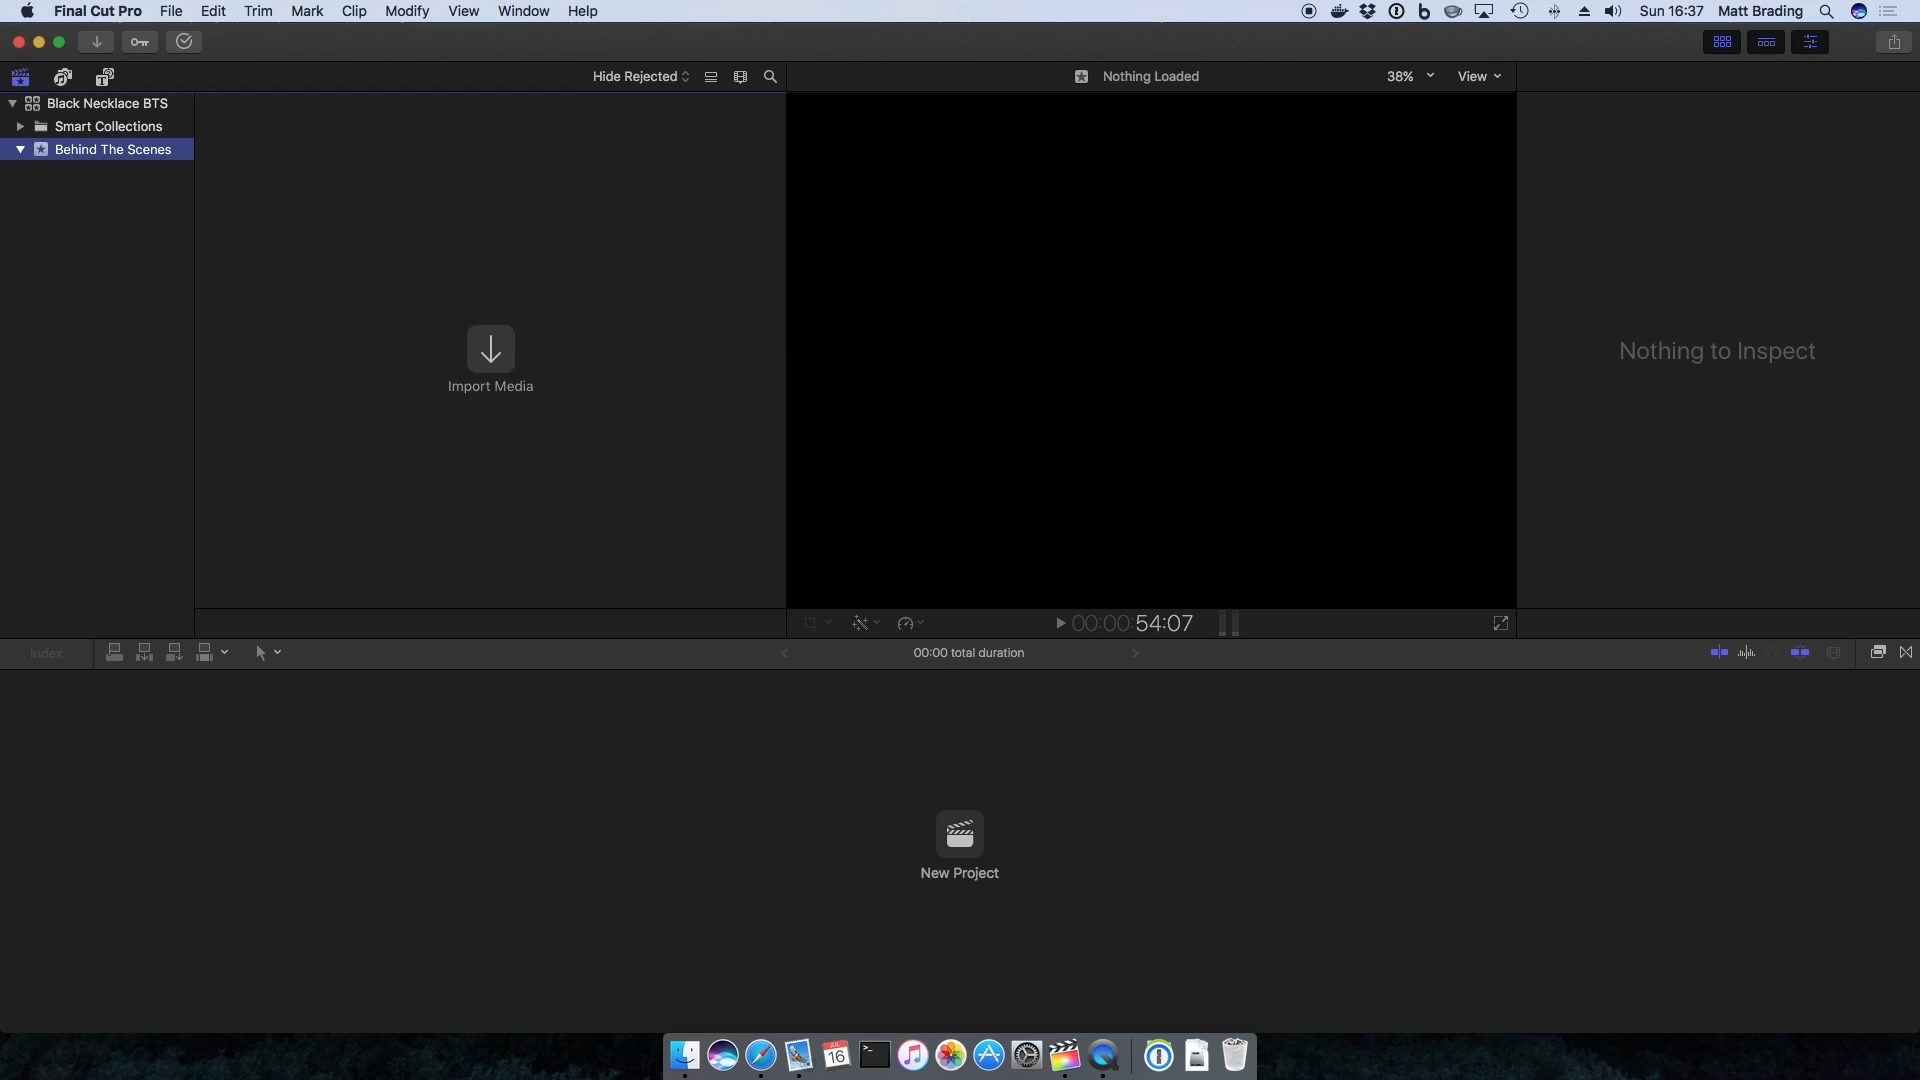 Final Cut Pro File Edit Trim Mark Clip Modify View Window Help Sun 16:37 Matt Brading
Hide Rejected Nothing Loaded 38% View
Black Necklace BTS
Smart Collections
Behind The Scenes
Nothing to Inspect
Import Media
00:00:54:07
Index 00:00 total duration
New Project
JUL
16